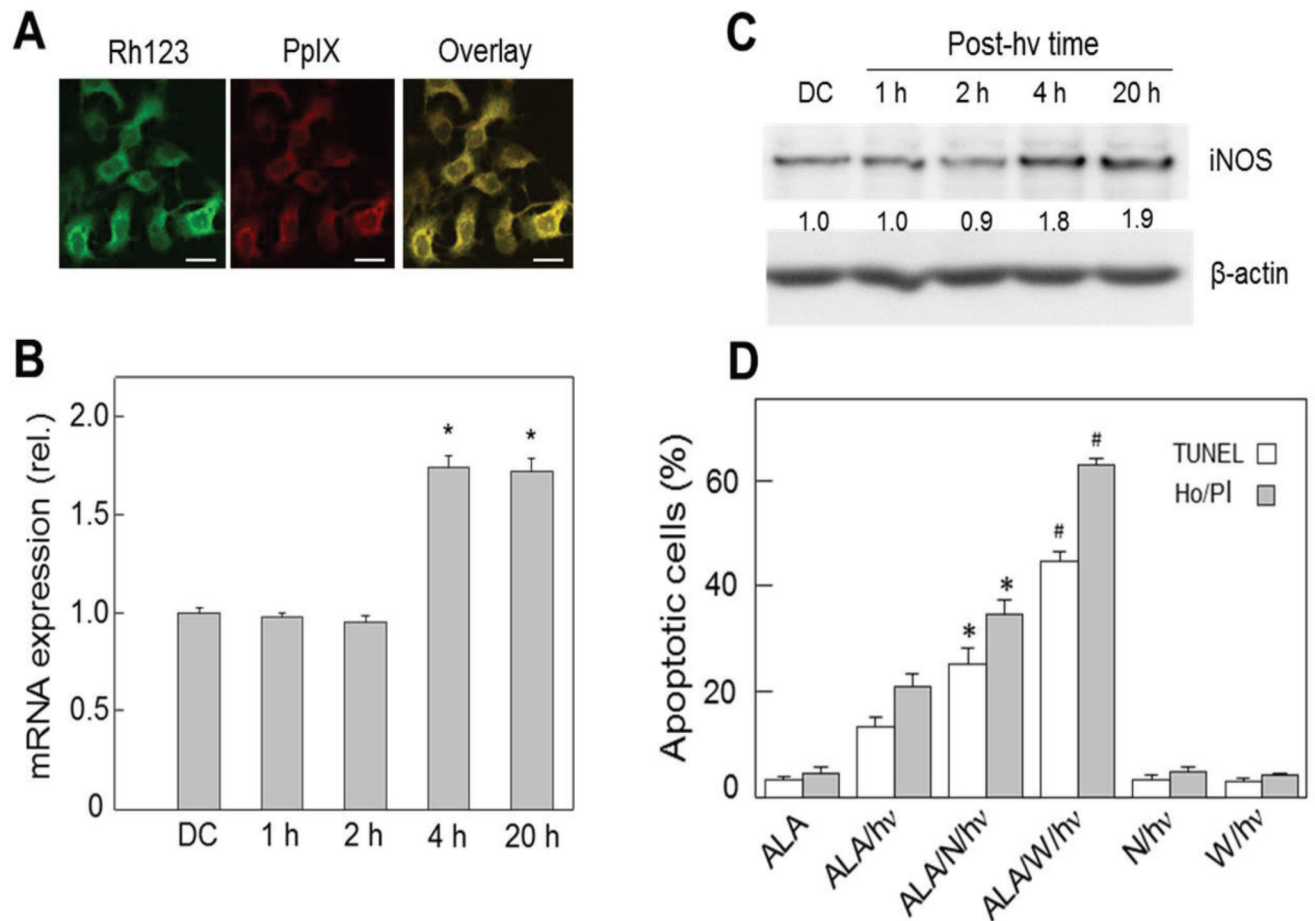 A
Rh123 PpIX Overlay
B
mRNA expression (rel.)
2.0
1.5
1.0
0.5
0
* *
DC 1 h 2 h 4 h 20 h
C
Post-hν time
DC 1 h 2 h 4 h 20 h
iNOS
1.0 1.0 0.9 1.8 1.9
β-actin
D
Apoptotic cells (%)
60
40
20
0
TUNEL
Ho/PI
* * # #
ALA ALA/hν ALA/N/hν ALA/W/hν N/hν W/hν